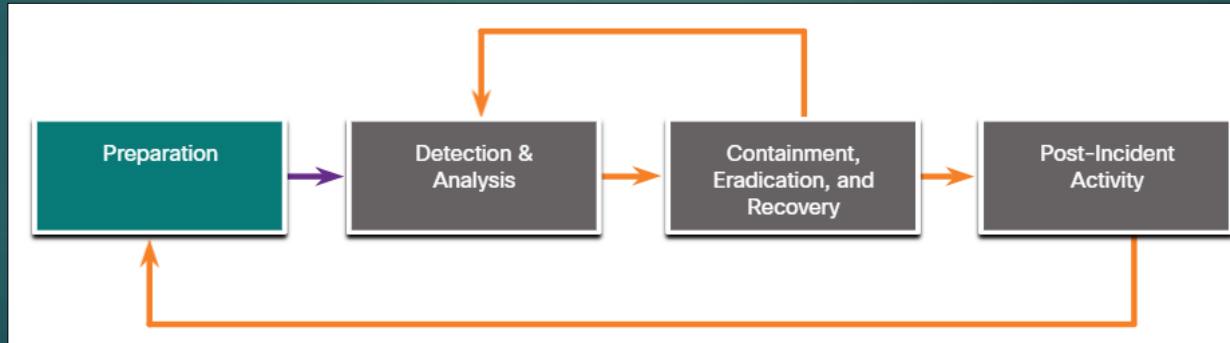 Preparation
Detection &
Analysis
Containment,
Eradication, and
Recovery
Post-Incident
Activity